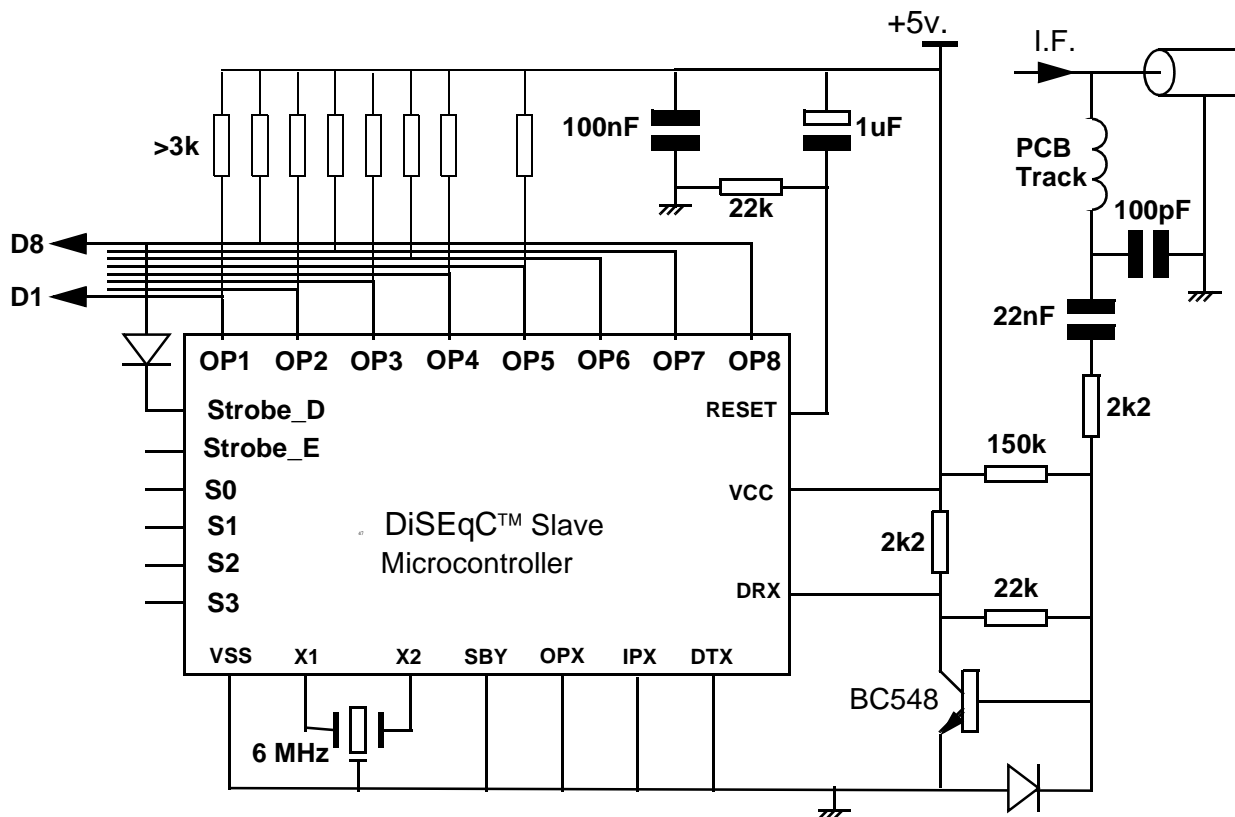 +5v.
I.F.
>3k
100nF
1uF
PCB
Track
22k
100pF
D8
D1
22nF
OP1 OP2 OP3 OP4 OP5 OP6 OP7 OP8
Strobe_D
RESET
2k2
Strobe_E
150k
S0
VCC
S1
DiSEqC™ Slave
2k2
S2
Microcontroller
S3
DRX
22k
VSS X1 X2 SBY OPX IPX DTX
BC548
6 MHz